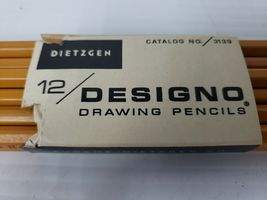 DIETZGEN
CATALOG NO. / 3139
12/ DESIGNO®
DRAWING PENCILS